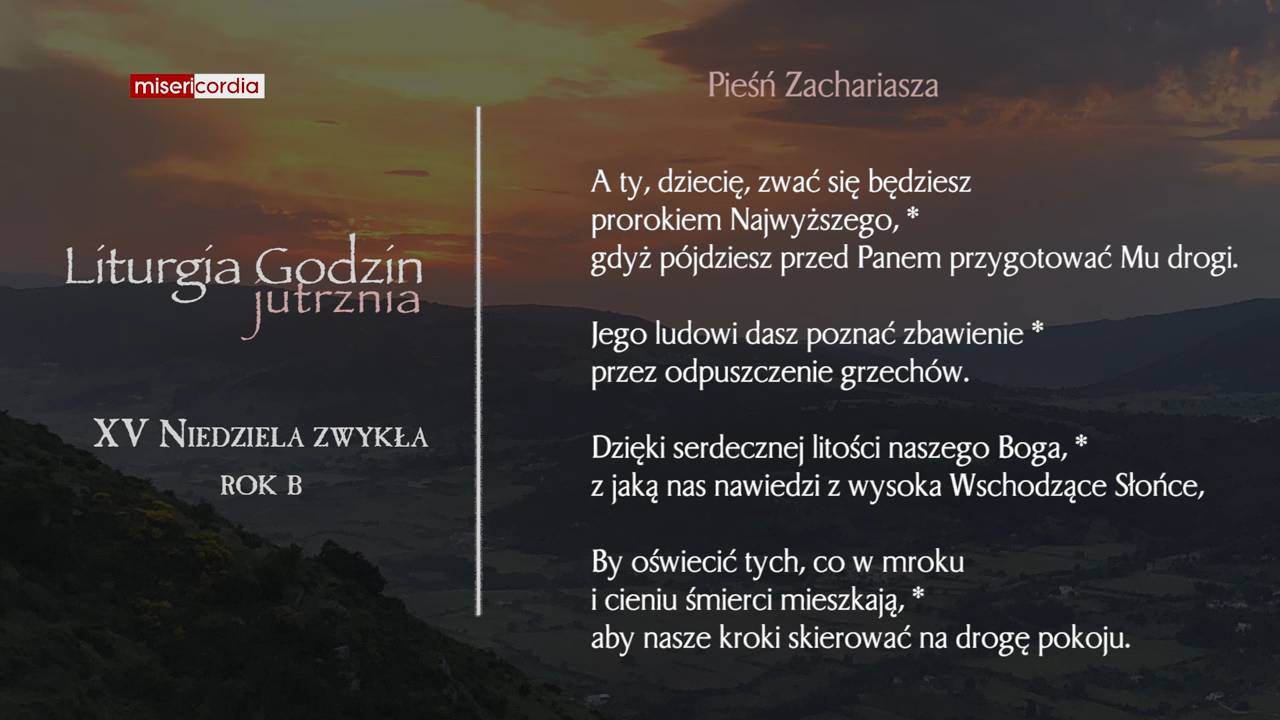 misericordia
Liturgia Godzin
jutrznia
XV Niedziela zwykła
rok B
Pieśń Zachariasza
A ty, dziecię, zwać się będziesz
prorokiem Najwyższego, *
gdyż pójdziesz przed Panem przygotować Mu drogi.
Jego ludowi dasz poznać zbawienie *
przez odpuszczenie grzechów.
Dzięki serdecznej litości naszego Boga, *
z jaką nas nawiedzi z wysoka Wschodzące Słońce,
By oświecić tych, co w mroku
i cieniu śmierci mieszkają, *
aby nasze kroki skierować na drogę pokoju.